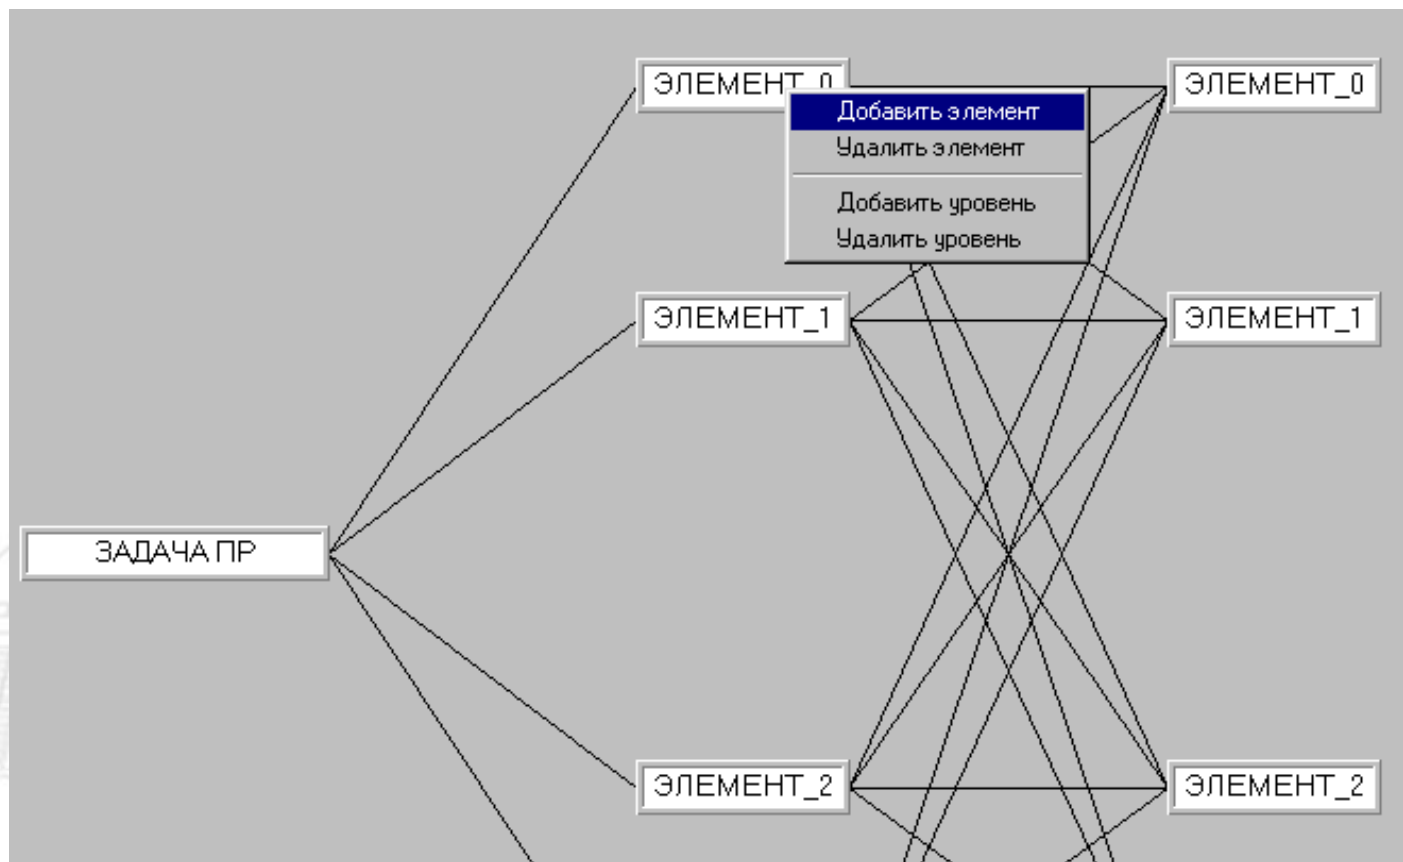 ЭЛЕМЕНТ_0
ЭЛЕМЕНТ_0
Добавить элемент
Удалить элемент
Добавить уровень
Удалить уровень
ЭЛЕМЕНТ_1
ЭЛЕМЕНТ_1
ЗАДАЧА ПР
ЭЛЕМЕНТ_2
ЭЛЕМЕНТ_2